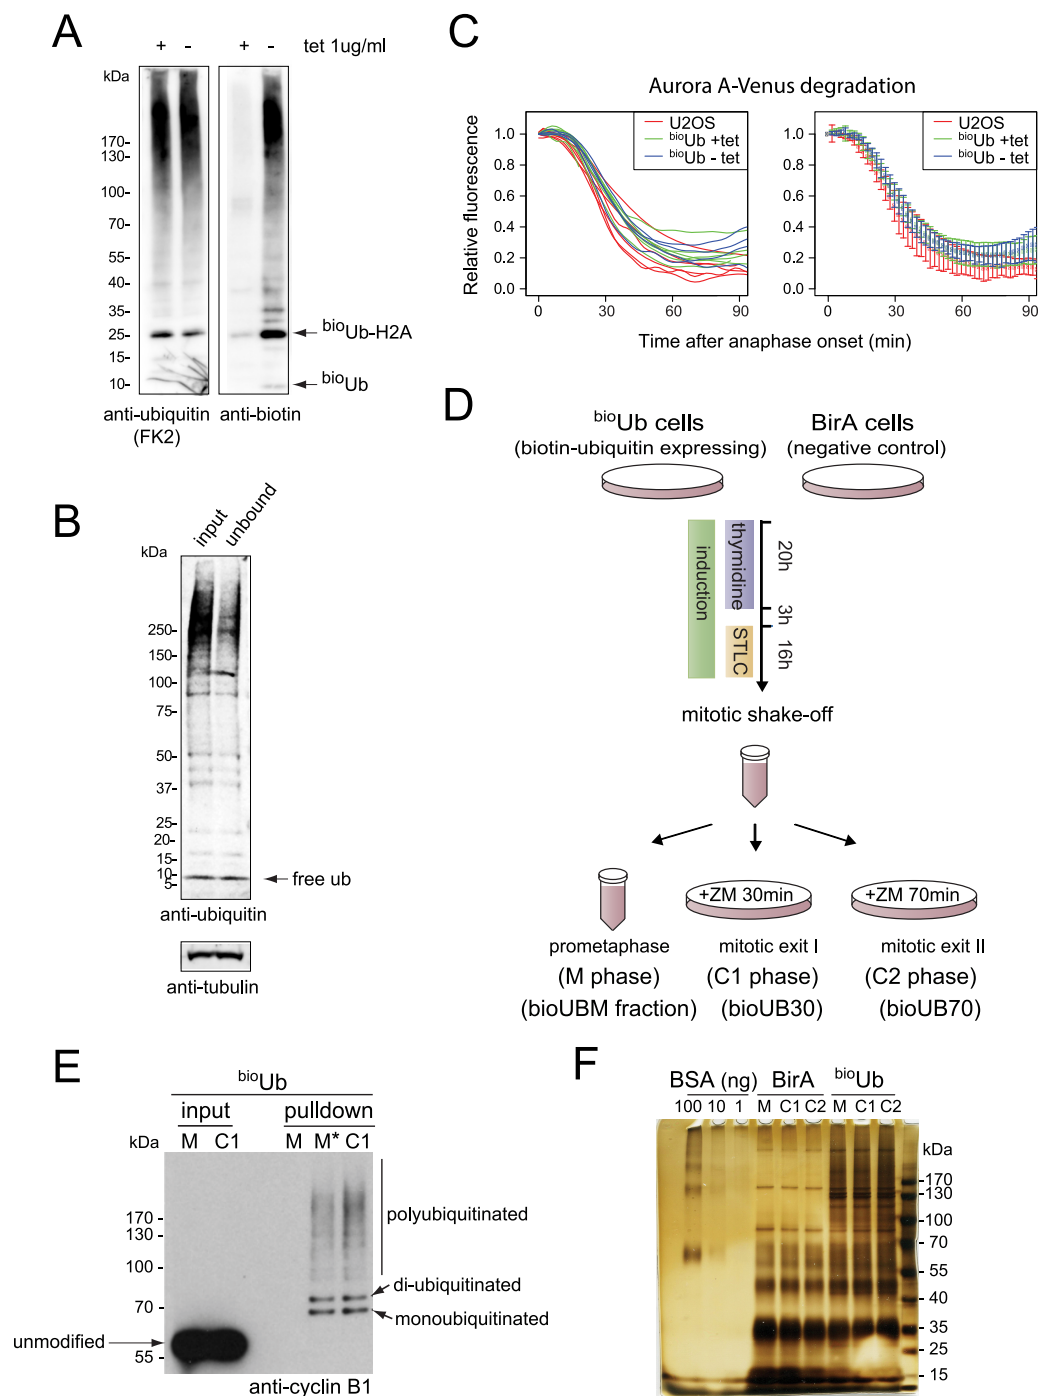 A
+ - tet 1ug/ml
kDa
170-
130-
100-
70-
55-
40-
35-
25-
10-
bioUb-H2A
bioUb
anti-ubiquitin
(FK2)
anti-biotin
B
input
unbound
kDa
250-
150-
100-
75-
50-
37-
25-
20-
15-
10-
5-
free ub
anti-ubiquitin
anti-tubulin
C
Aurora A-Venus degradation
Relative fluorescence
1.0
0.8
0.6
0.4
0.2
0.0
U2OS
bioUb +tet
bioUb - tet
0 30 60 90
1.0
0.8
0.6
0.4
0.2
0.0
U2OS
bioUb +tet
bioUb - tet
0 30 60 90
Time after anaphase onset (min)
D
bioUb cells
(biotin-ubiquitin expressing)
BirA cells
(negative control)
induction
thymidine
STLC
20h
3h
16h
mitotic shake-off
+ZM 30min
+ZM 70min
prometaphase
(M phase)
(bioUBM fraction)
mitotic exit I
(C1 phase)
(bioUB30)
mitotic exit II
(C2 phase)
(bioUB70)
E
bioUb
input pulldown
kDa M C1 M M* C1
170-
130-
100-
70-
55-
polyubiquitinated
di-ubiquitinated
monoubiquitinated
unmodified
anti-cyclin B1
F
BSA (ng) BirA bioUb
100 10 1 M C1 C2 M C1 C2
kDa
170
130
100
70
55
40
35
25
15
+ -